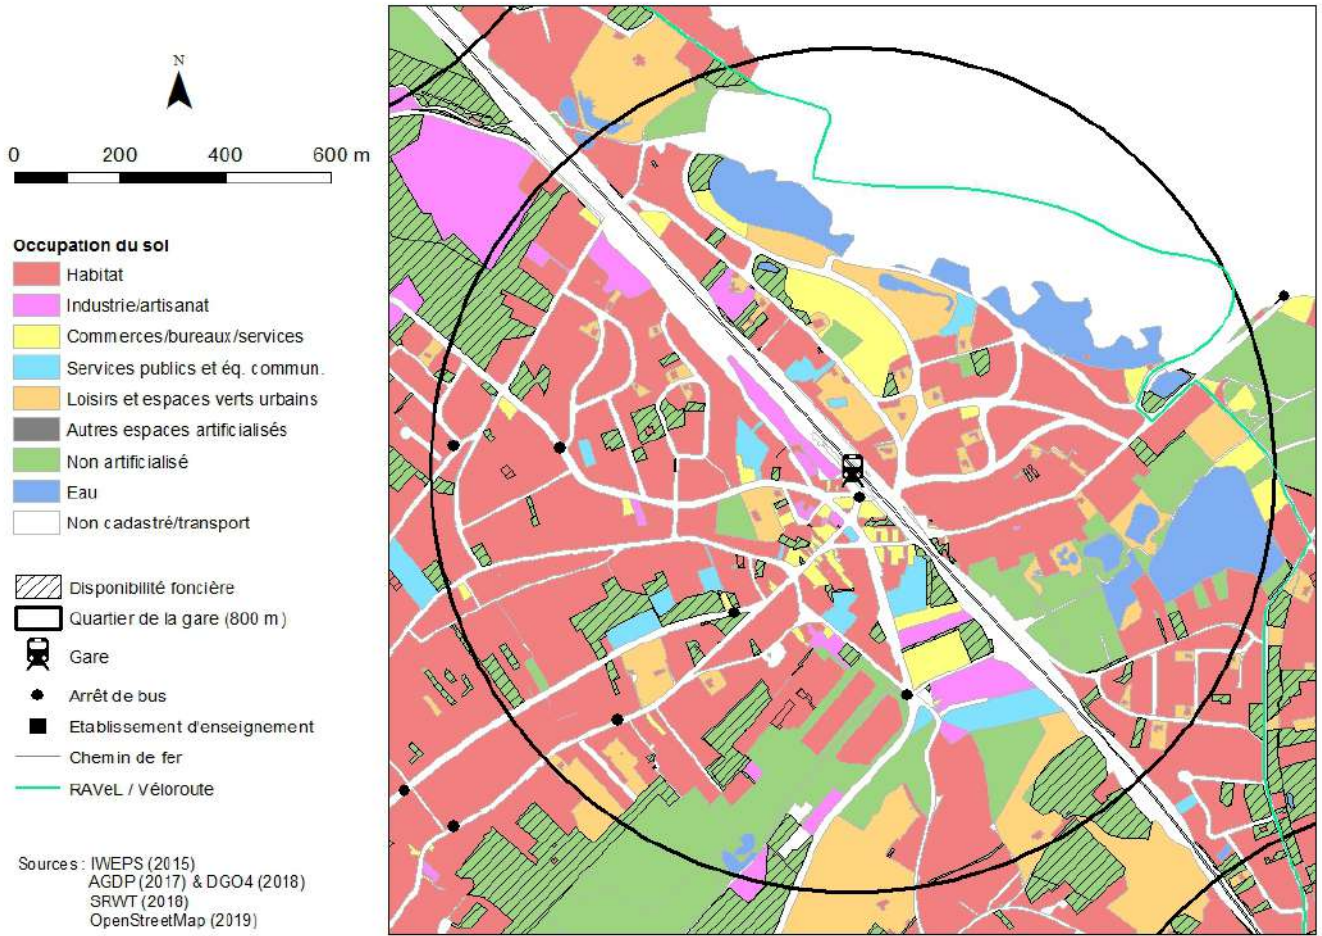 N
0 200 400 600 m
Occupation du sol
Habitat
Industrie/artisanat
Commerces/bureaux/services
Services publics et éq. commun.
Loisirs et espaces verts urbains
Autres espaces artificialisés
Non artificialisé
Eau
Non cadastré/transport
Disponibilité foncière
Quartier de la gare (800 m)
Gare
Arrêt de bus
Etablissement d'enseignement
Chemin de fer
RAVeL / Véloroute
Sources : IWEPS (2015)
AGDP (2017) & DGO4 (2018)
SRWT (2018)
OpenStreetMap (2019)